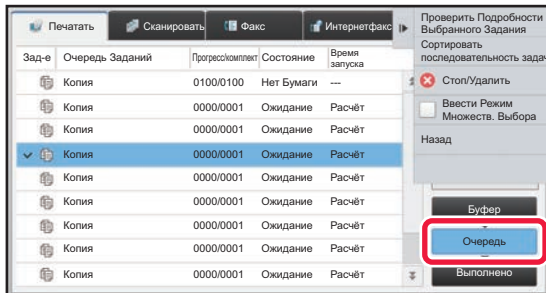 Печатать Сканировать Факс Интернетфакс
Зад-е Очередь Заданий Прогресс/комплект Состояние Время запуска
Копия 0100/0100 Нет Бумаги ---
Копия 0000/0001 Ожидание Расчёт
Копия 0000/0001 Ожидание Расчёт
Копия 0000/0001 Ожидание Расчёт
Копия 0000/0001 Ожидание Расчёт
Копия 0000/0001 Ожидание Расчёт
Копия 0000/0001 Ожидание Расчёт
Копия 0000/0001 Ожидание Расчёт
Копия 0000/0001 Ожидание Расчёт
Проверить Подробности
Выбранного Задания
Сортировать
последовательность задач
Стоп/Удалить
Ввести Режим
Множеств. Выбора
Назад
Буфер
Очередь
Выполнено